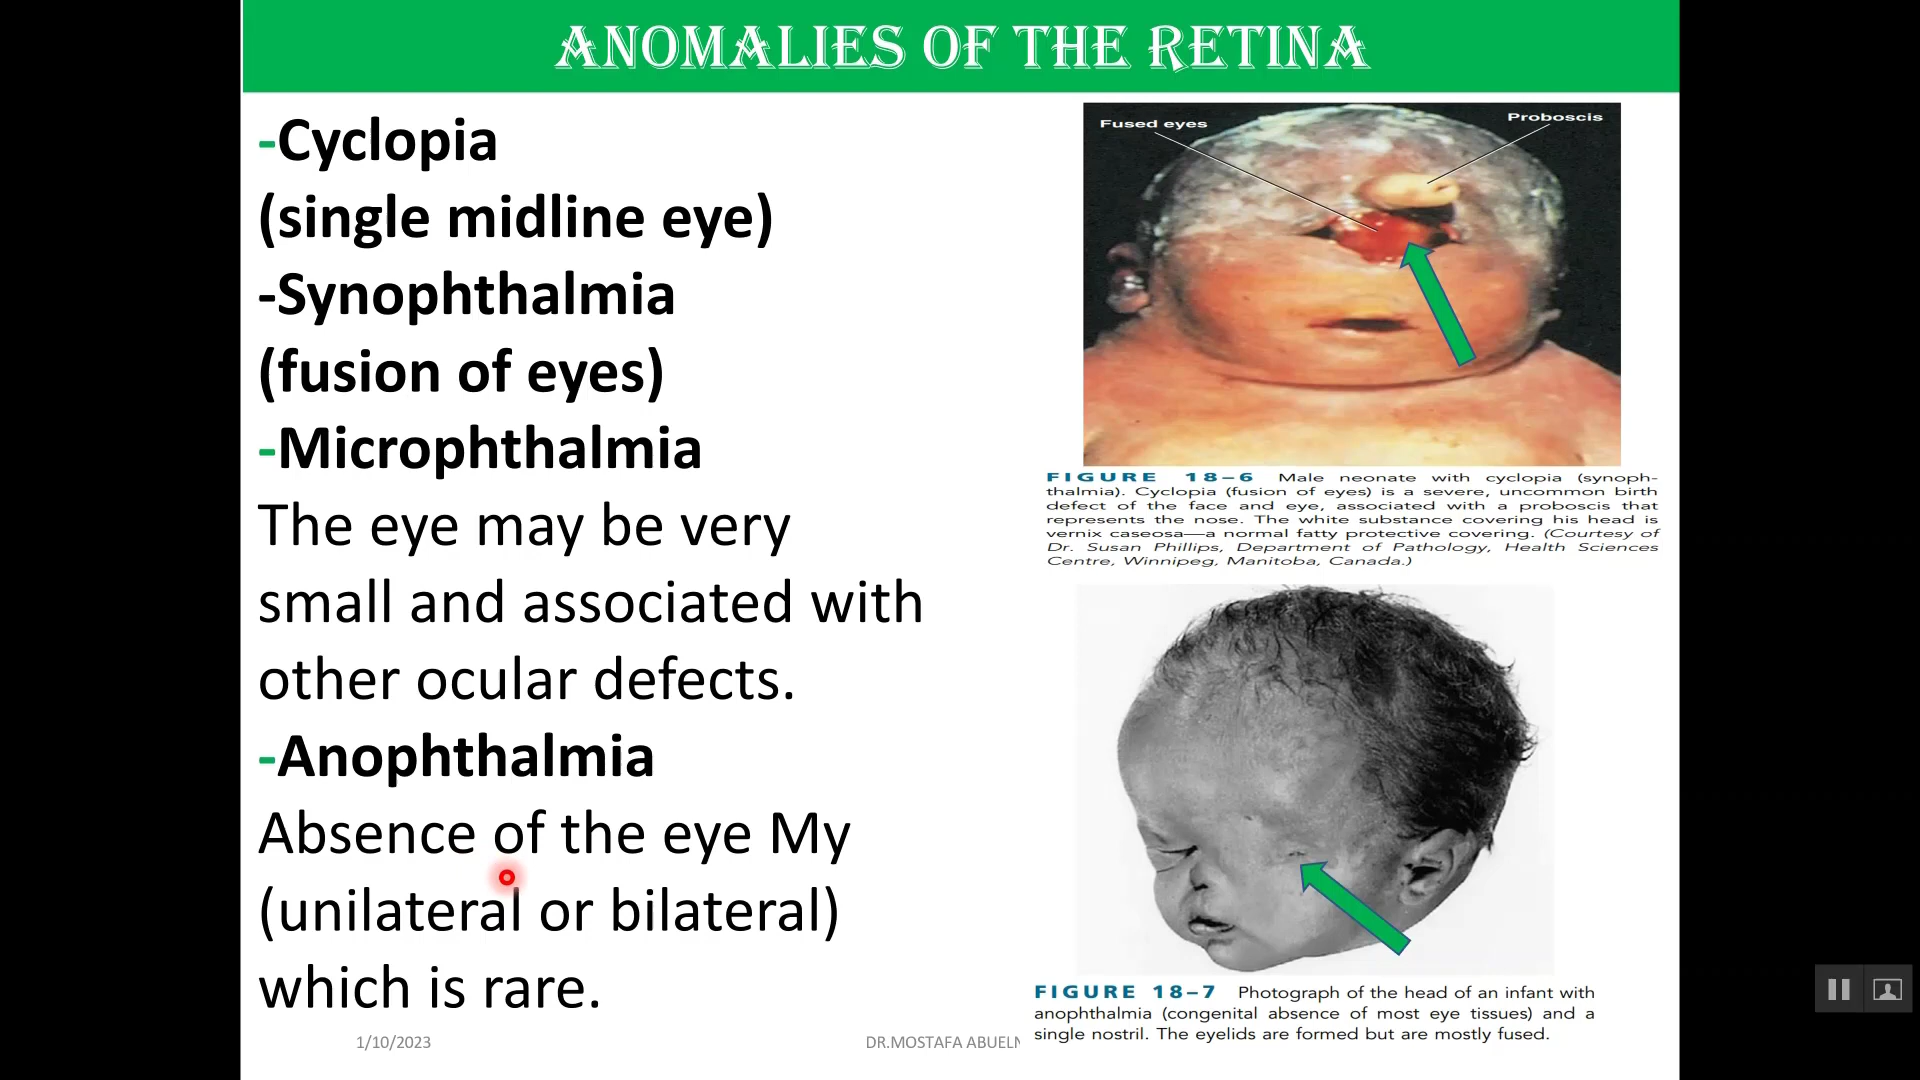 ANOMALIES OF THE RETINA
-Cyclopia
(single midline eye)
-Synophthalmia
(fusion of eyes)
-Microphthalmia
The eye may be very
small and associated with
other ocular defects.
-Anophthalmia
Absence of the eye My
(unilateral or bilateral)
which is rare.
Fused eyes
Proboscis
FIGURE 18-6 Male neonate with cyclopia (synoph-
thalmia). Cyclopia (fusion of eyes) is a severe, uncommon birth
defect of the face and eye, associated with a proboscis that
represents the nose. The white substance covering his head is
vernix caseosa—a normal fatty protective covering. (Courtesy of
Dr. Susan Phillips, Department of Pathology, Health Sciences
Centre, Winnipeg, Manitoba, Canada.)
FIGURE 18-7 Photograph of the head of an infant with
anophthalmia (congenital absence of most eye tissues) and a
single nostril. The eyelids are formed but are mostly fused.
1/10/2023
DR.MOSTAFA